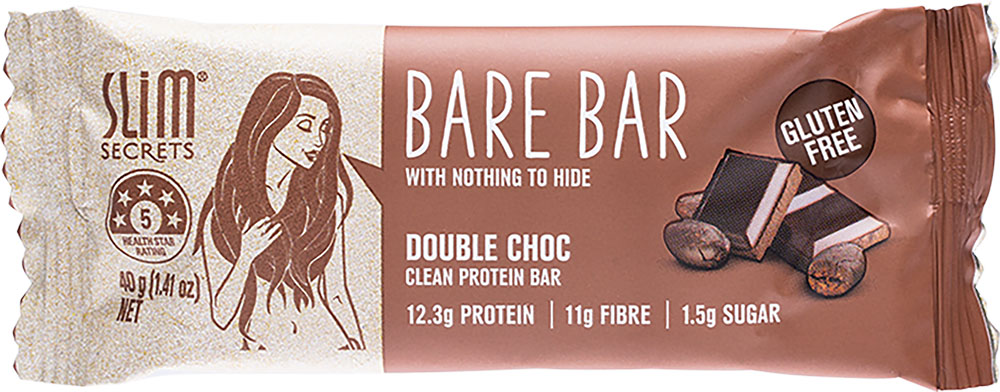 SLiM®
SECRETS
5
HEALTH STAR
RATING
40 g (1.41 oz)
NET
BARE BAR
WITH NOTHING TO HIDE
DOUBLE CHOC
CLEAN PROTEIN BAR
12.3g PROTEIN | 11g FIBRE | 1.5g SUGAR
GLUTEN
FREE